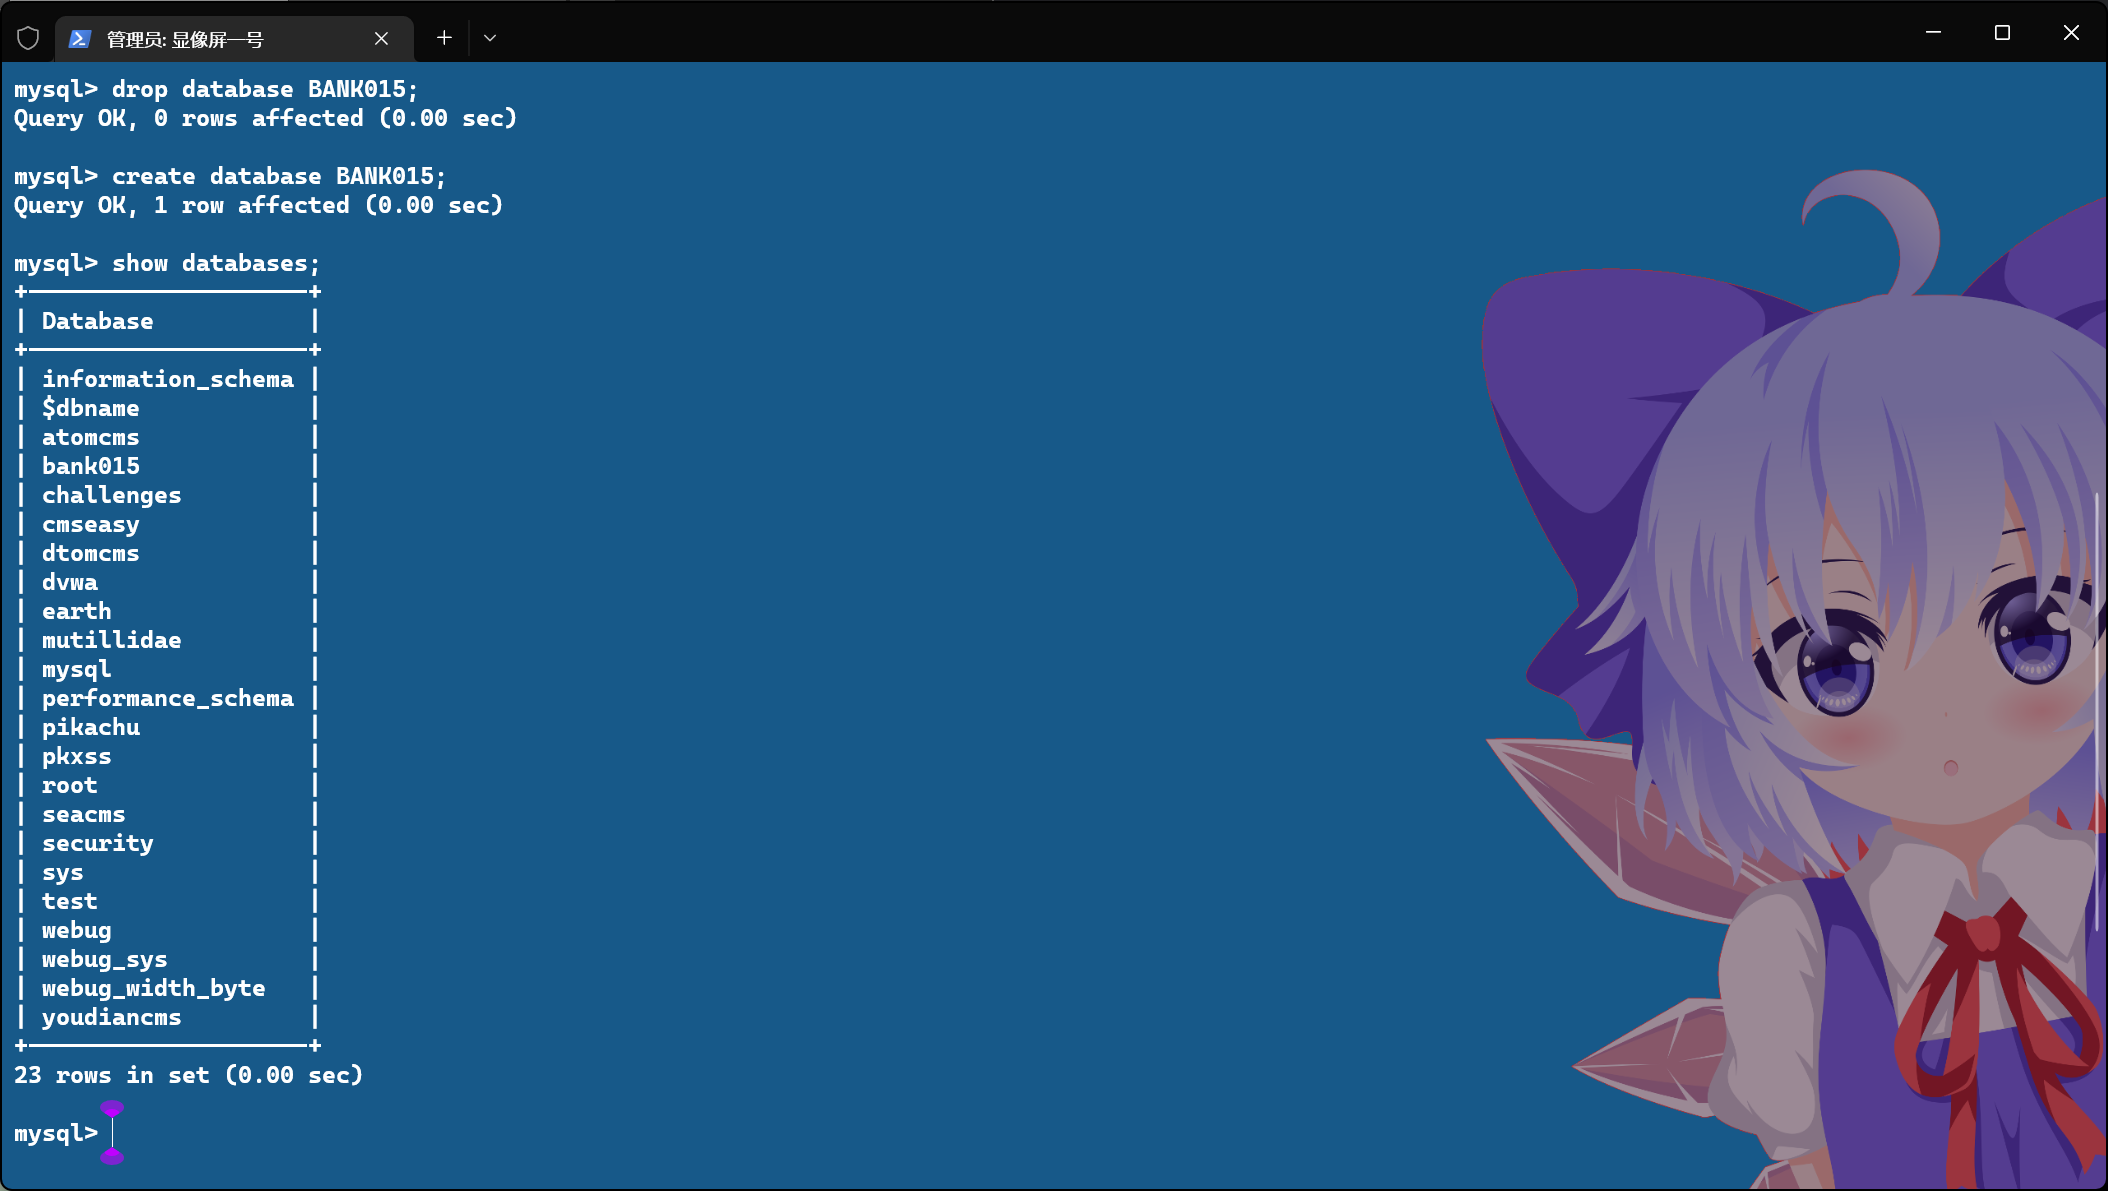 管理员: 显像屏一号
mysql> drop database BANK015;
Query OK, 0 rows affected (0.00 sec)
mysql> create database BANK015;
Query OK, 1 row affected (0.00 sec)
mysql> show databases;
+--------------------+
| Database           |
+--------------------+
| information_schema |
| $dbname            |
| atomcms            |
| bank015            |
| challenges         |
| cmseasy            |
| dtomcms            |
| dvwa               |
| earth              |
| mutillidae         |
| mysql              |
| performance_schema |
| pikachu            |
| pkxss              |
| root               |
| seacms             |
| security           |
| sys                |
| test               |
| webug              |
| webug_sys          |
| webug_width_byte   |
| youdiancms         |
+--------------------+
23 rows in set (0.00 sec)
mysql>